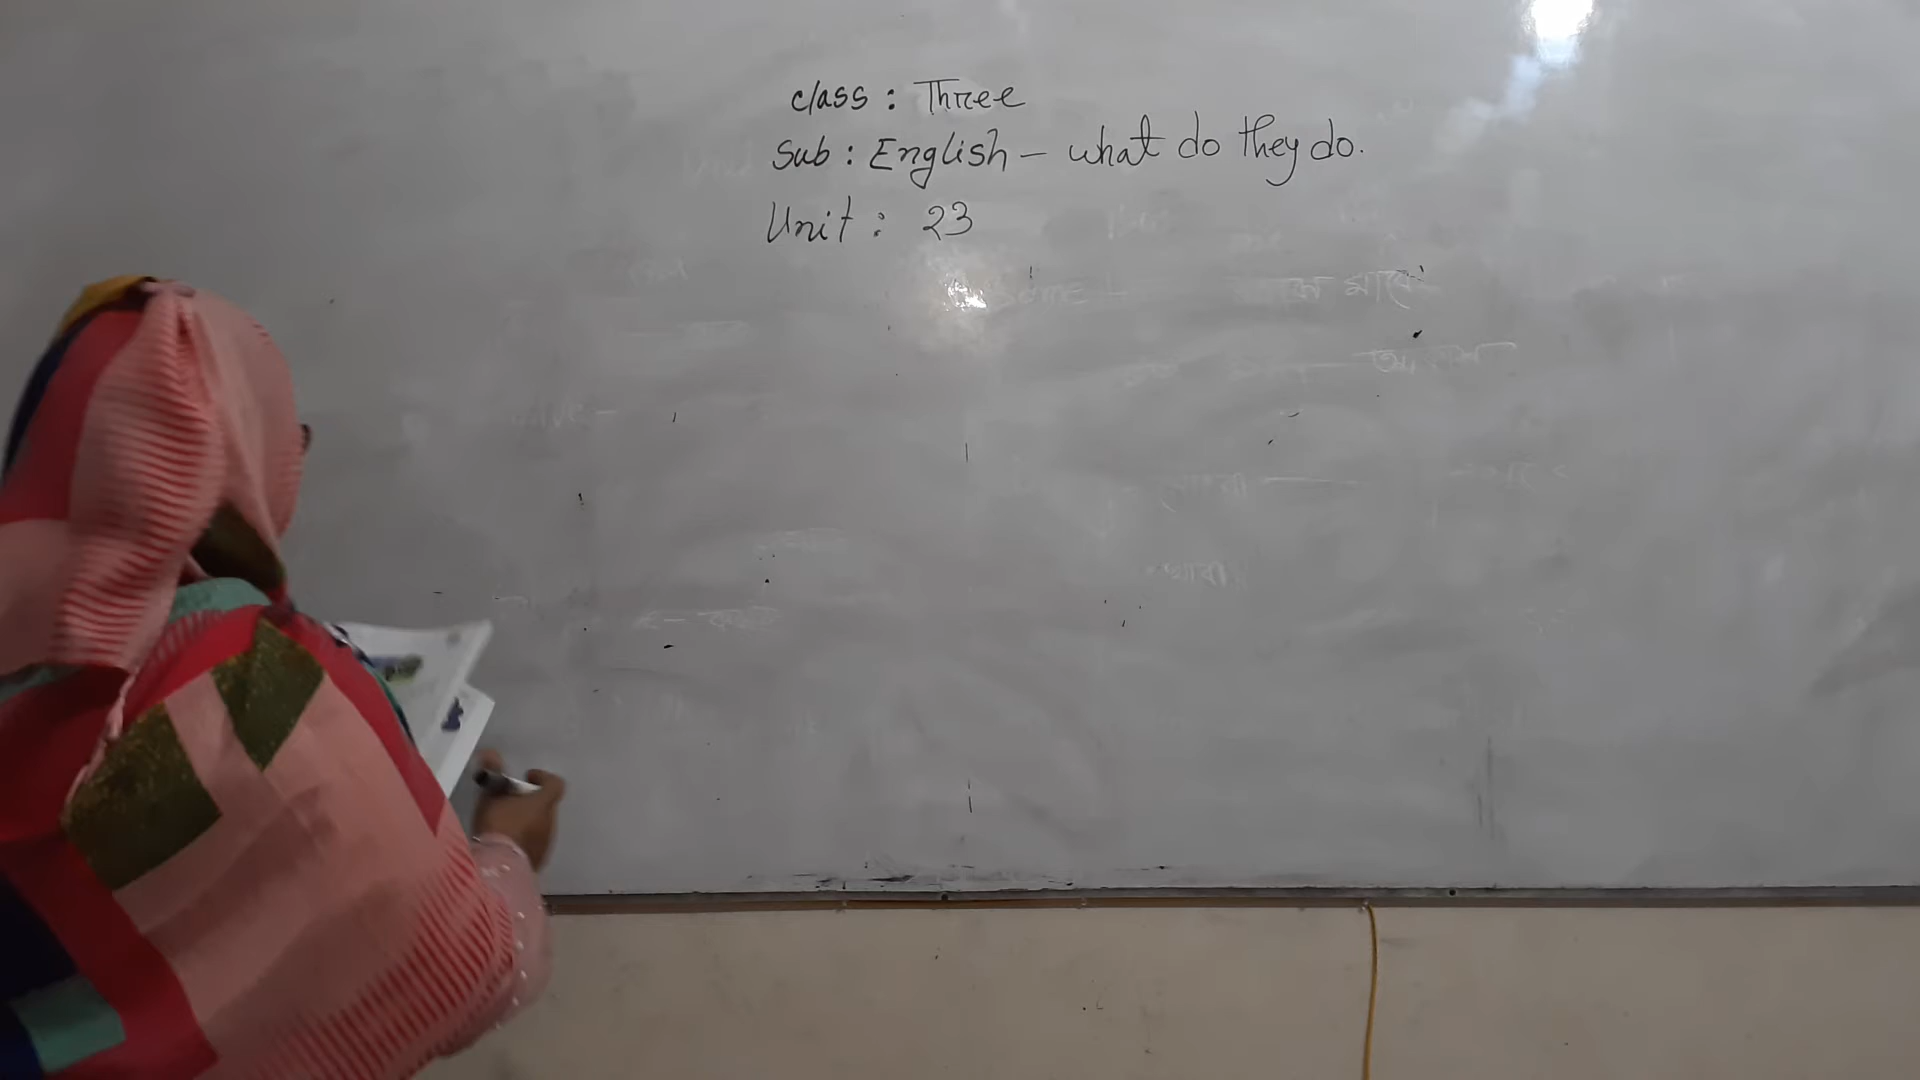 class : Three
Sub : English – what do they do.
Unit : 23